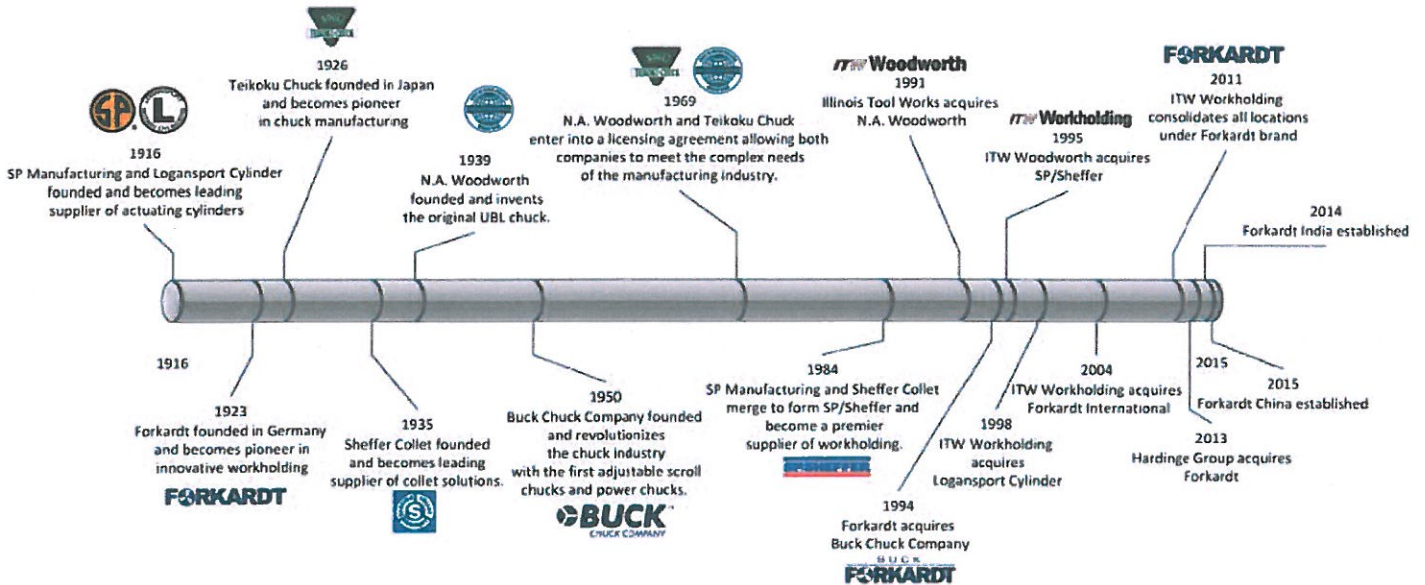 1926
Teikoku Chuck founded in Japan
and becomes pioneer
in chuck manufacturing
SP
L
1916
SP Manufacturing and Logansport Cylinder
founded and becomes leading
supplier of actuating cylinders
1939
N.A. Woodworth
founded and invents
the original UBL chuck.
1969
N.A. Woodworth and Teikoku Chuck
enter into a licensing agreement allowing both
companies to meet the complex needs
of the manufacturing industry.
ITW Woodworth
1991
Illinois Tool Works acquires
N.A. Woodworth
ITW Workholding
1995
ITW Woodworth acquires
SP/Sheffer
FORKARDT
2011
ITW Workholding
consolidates all locations
under Forkardt brand
2014
Forkardt India established
1916
1923
Forkardt founded in Germany
and becomes pioneer in
innovative workholding
FORKARDT
1935
Sheffer Collet founded
and becomes leading
supplier of collet solutions.
S
1950
Buck Chuck Company founded
and revolutionizes
the chuck industry
with the first adjustable scroll
chucks and power chucks.
BUCK
CHUCK COMPANY
1984
SP Manufacturing and Sheffer Collet
merge to form SP/Sheffer and
become a premier
supplier of workholding.
SP/SHEFFER
1994
Forkardt acquires
Buck Chuck Company
BUCK
FORKARDT
1998
ITW Workholding
acquires
Logansport Cylinder
2004
ITW Workholding acquires
Forkardt International
2013
Hardinge Group acquires
Forkardt
2015
2015
Forkardt China established